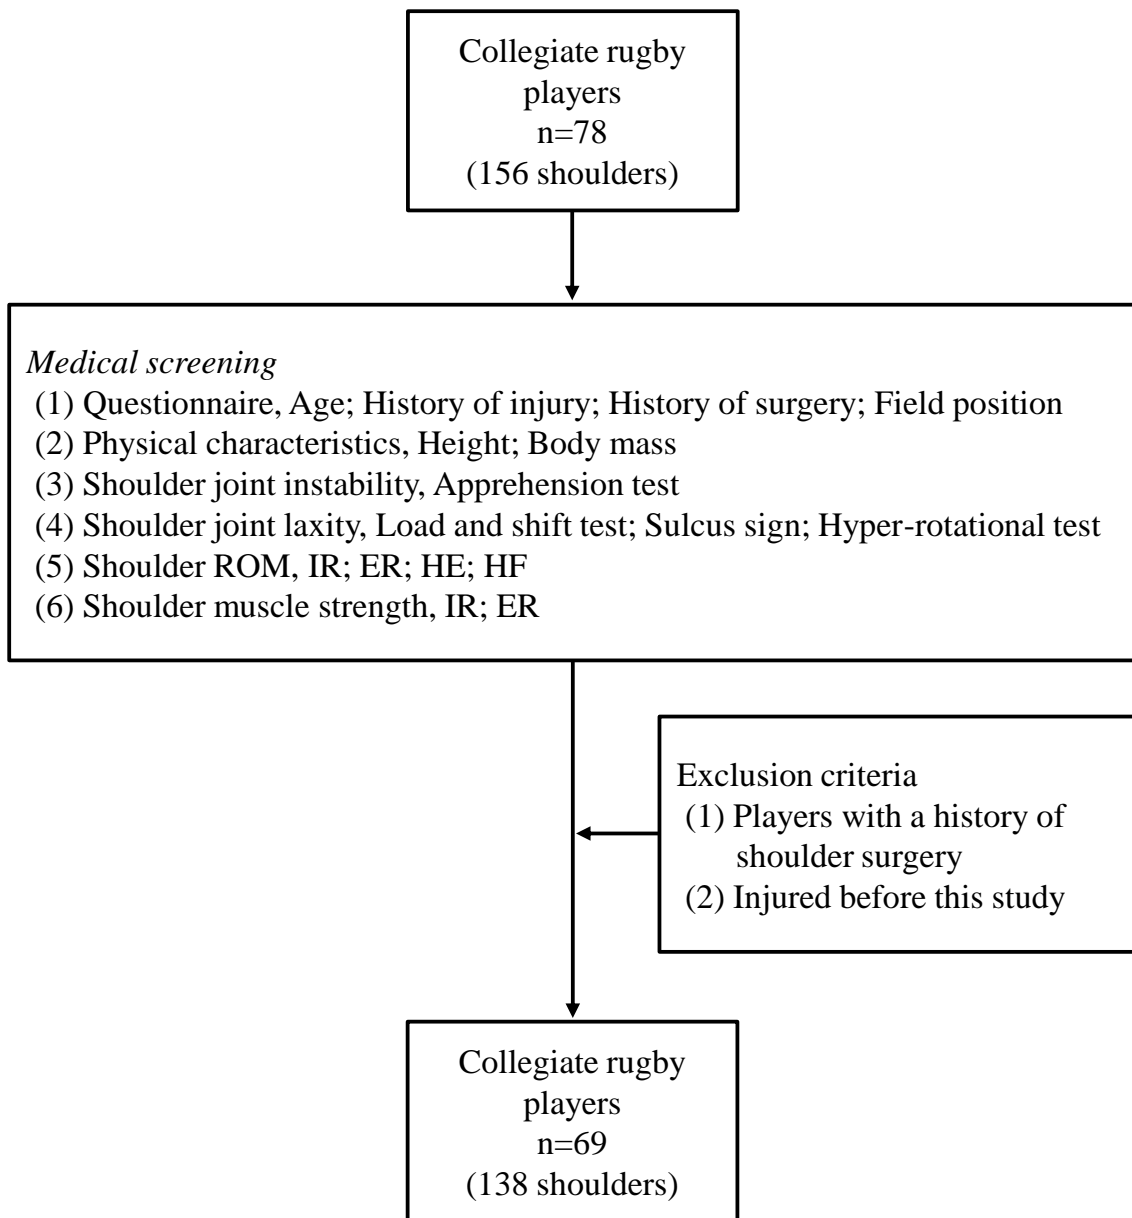 Collegiate rugby
players
n=78
(156 shoulders)
Medical screening
(1) Questionnaire, Age; History of injury; History of surgery; Field position
(2) Physical characteristics, Height; Body mass
(3) Shoulder joint instability, Apprehension test
(4) Shoulder joint laxity, Load and shift test; Sulcus sign; Hyper-rotational test
(5) Shoulder ROM, IR; ER; HE; HF
(6) Shoulder muscle strength, IR; ER
Exclusion criteria
(1) Players with a history of
shoulder surgery
(2) Injured before this study
Collegiate rugby
players
n=69
(138 shoulders)